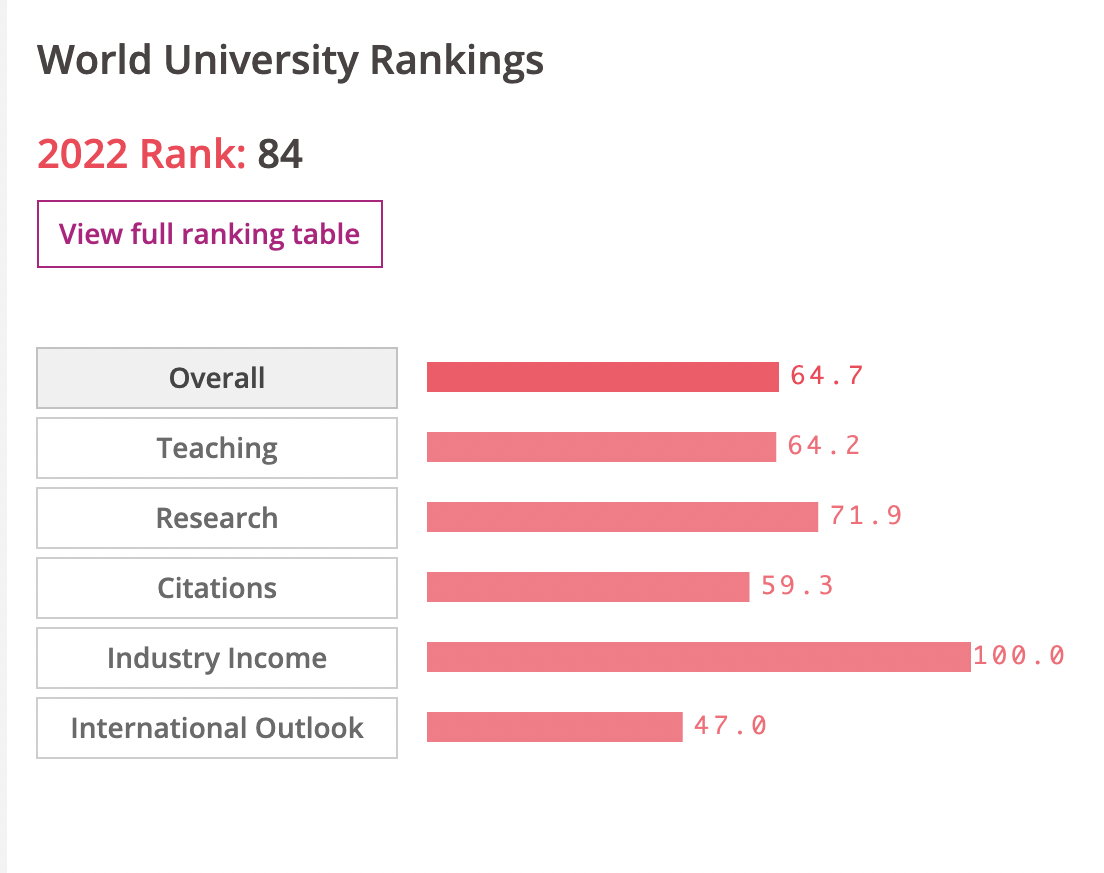 World University Rankings
2022 Rank: 84
View full ranking table
Overall 64.7
Teaching 64.2
Research 71.9
Citations 59.3
Industry Income 100.0
International Outlook 47.0